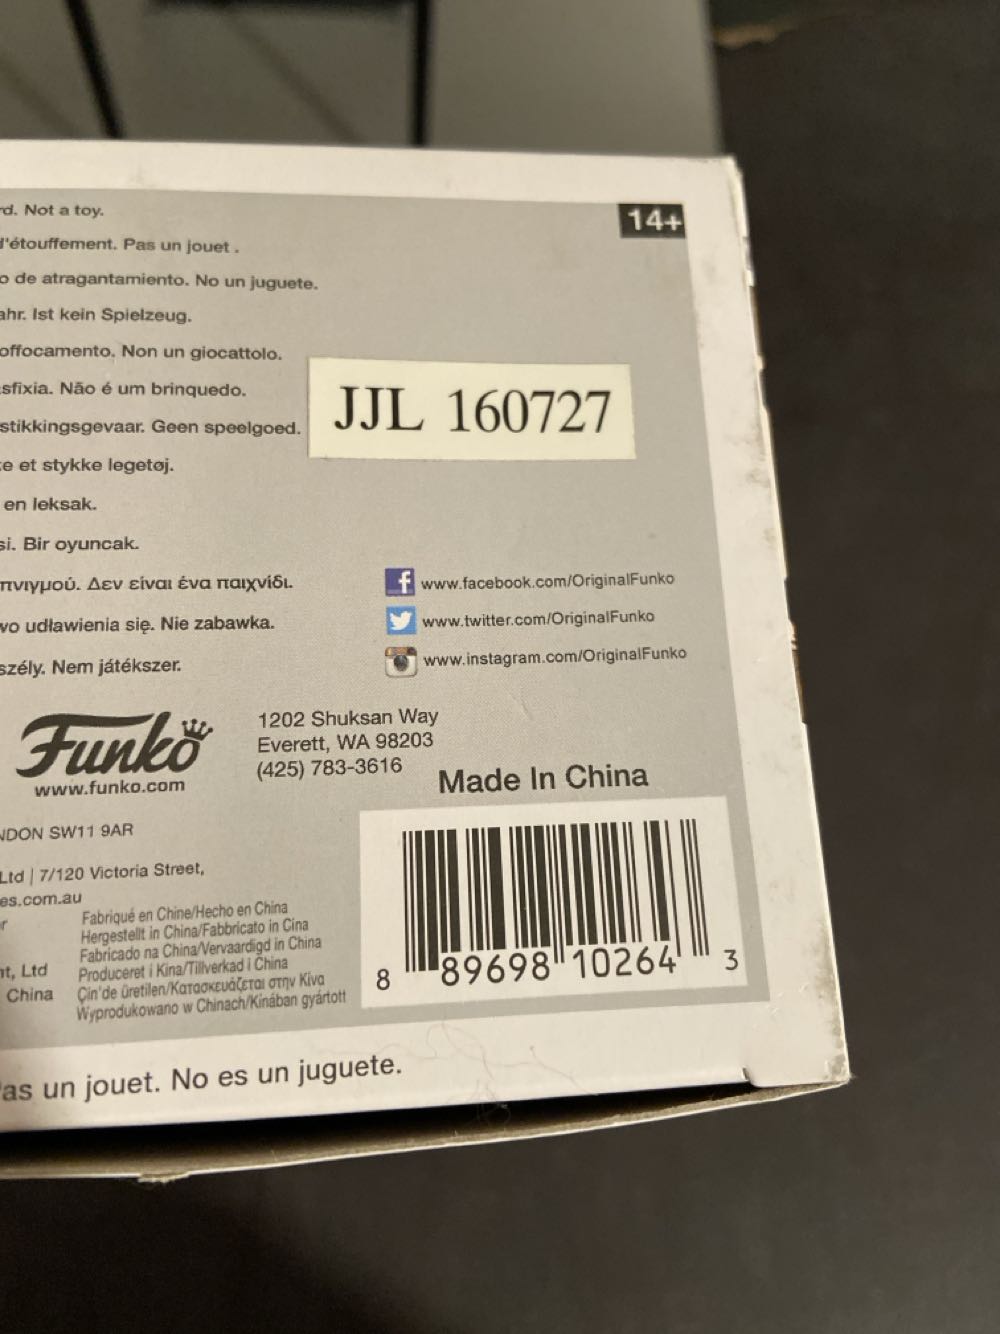 rd. Not a toy.
14+
d'étouffement. Pas un jouet .
o de atragantamiento. No un juguete.
ahr. Ist kein Spielzeug.
offocamento. Non un giocattolo.
sfixia. Não é um brinquedo.
JJL 160727
stikkingsgevaar. Geen speelgoed.
te et stykke legetøj.
en leksak.
si. Bir oyuncak.
πνιγμού. Δεν είναι ένα παιχνίδι.
www.facebook.com/OriginalFunko
wo udławienia się. Nie zabawka.
www.twitter.com/OriginalFunko
szély. Nem játékszer.
www.instagram.com/OriginalFunko
Funko
www.funko.com
1202 Shuksan Way
Everett, WA 98203
(425) 783-3616
Made In China
NDON SW11 9AR
Ltd | 7/120 Victoria Street,
es.com.au
r
nt, Ltd
China
Fabriqué en Chine/Hecho en China
Hergestellt in China/Fabbricato in Cina
Fabricado na China/Vervaardigd in China
Produceret i Kina/Tillverkad i China
Çin'de üretilen/Κατασκευάζεται στην Κίνα
Wyprodukowano w Chinach/Kínában gyártott
8 89698 10264 3
Pas un jouet. No es un juguete.